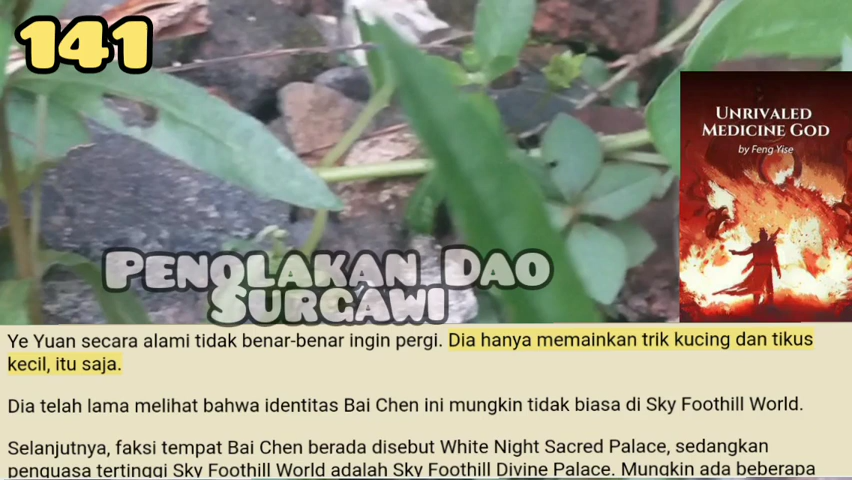 141
UNRIVALED
MEDICINE GOD
by Feng Yise
PENOLAKAN DAO
SURGAWI
Ye Yuan secara alami tidak benar-benar ingin pergi. Dia hanya memainkan trik kucing dan tikus
kecil, itu saja.
Dia telah lama melihat bahwa identitas Bai Chen ini mungkin tidak biasa di Sky Foothill World.
Selanjutnya, faksi tempat Bai Chen berada disebut White Night Sacred Palace, sedangkan
penguasa tertinggi Sky Foothill World adalah Sky Foothill Divine Palace. Mungkin ada beberapa